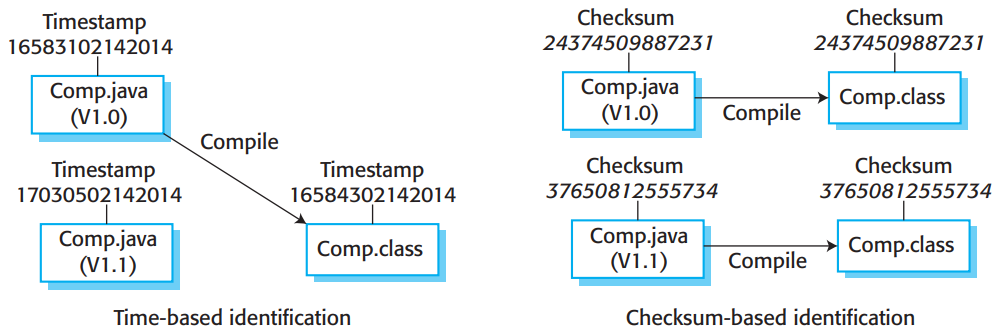 Timestamp
16583102142014
Comp.java
(V1.0)
Compile
Timestamp
17030502142014
Comp.java
(V1.1)
Timestamp
16584302142014
Comp.class
Time-based identification
Checksum
24374509887231
Comp.java
(V1.0)
Compile
Checksum
24374509887231
Comp.class
Checksum
37650812555734
Comp.java
(V1.1)
Compile
Checksum
37650812555734
Comp.class
Checksum-based identification